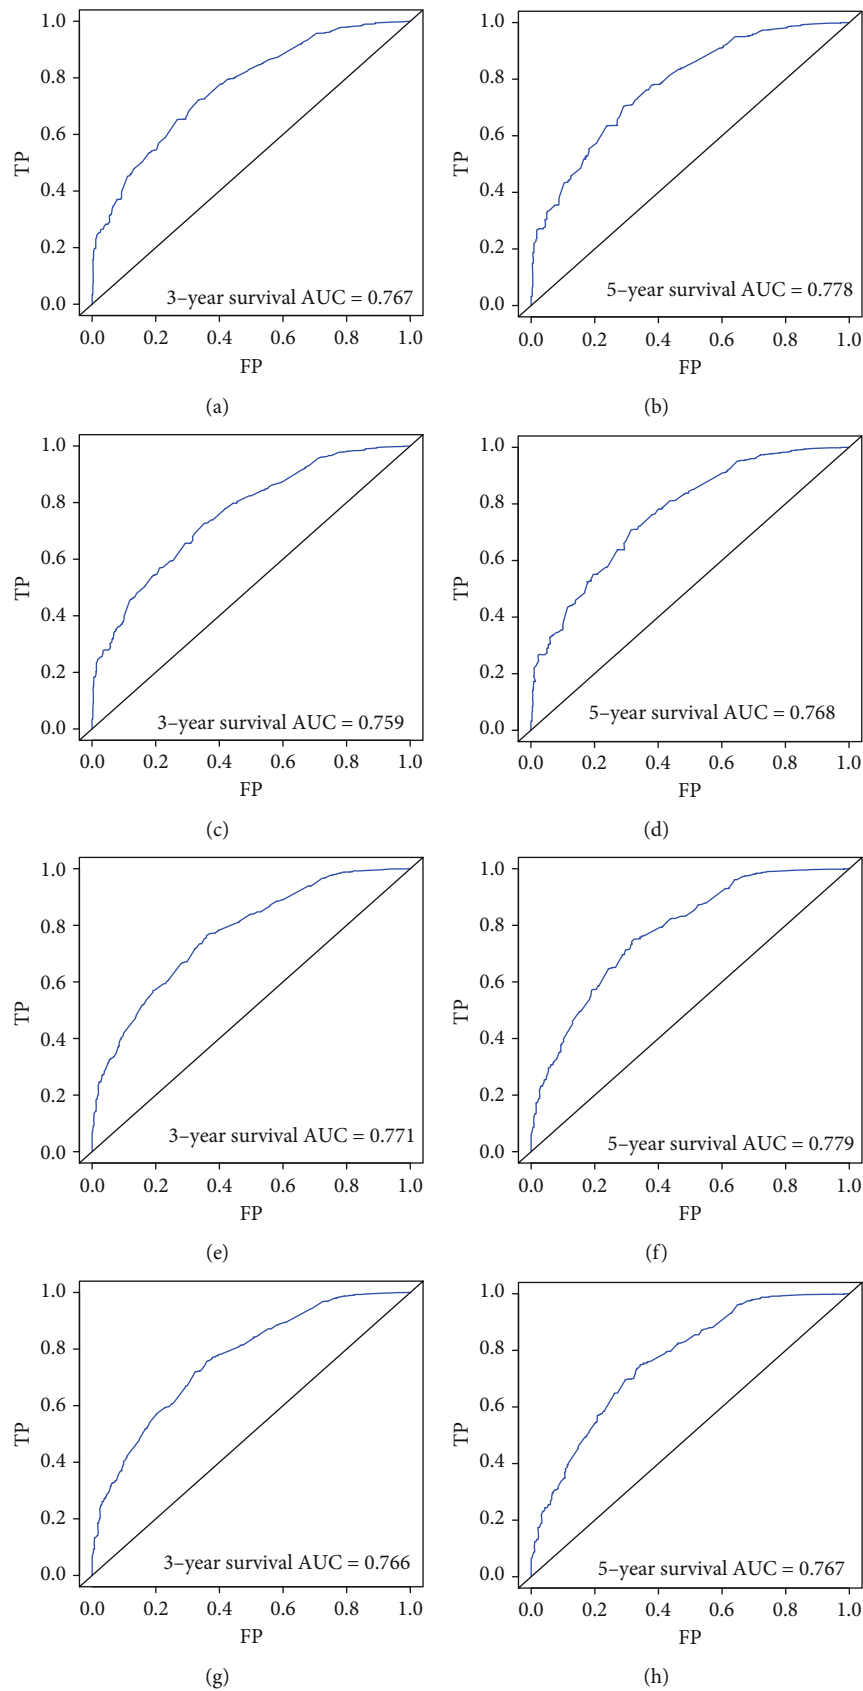 1.0
0.8
0.6
0.4
0.2
0.0
TP
3–year survival AUC = 0.767
0.0 0.2 0.4 0.6 0.8 1.0
FP
(a)
1.0
0.8
0.6
0.4
0.2
0.0
TP
5–year survival AUC = 0.778
0.0 0.2 0.4 0.6 0.8 1.0
FP
(b)
1.0
0.8
0.6
0.4
0.2
0.0
TP
3–year survival AUC = 0.759
0.0 0.2 0.4 0.6 0.8 1.0
FP
(c)
1.0
0.8
0.6
0.4
0.2
0.0
TP
5–year survival AUC = 0.768
0.0 0.2 0.4 0.6 0.8 1.0
FP
(d)
1.0
0.8
0.6
0.4
0.2
0.0
TP
3–year survival AUC = 0.771
0.0 0.2 0.4 0.6 0.8 1.0
FP
(e)
1.0
0.8
0.6
0.4
0.2
0.0
TP
5–year survival AUC = 0.779
0.0 0.2 0.4 0.6 0.8 1.0
FP
(f)
1.0
0.8
0.6
0.4
0.2
0.0
TP
3–year survival AUC = 0.766
0.0 0.2 0.4 0.6 0.8 1.0
FP
(g)
1.0
0.8
0.6
0.4
0.2
0.0
TP
5–year survival AUC = 0.767
0.0 0.2 0.4 0.6 0.8 1.0
FP
(h)